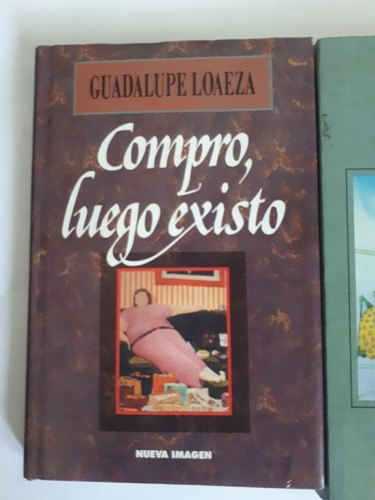 GUADALUPE LOAEZA
Compro,
luego existo
NUEVA IMAGEN